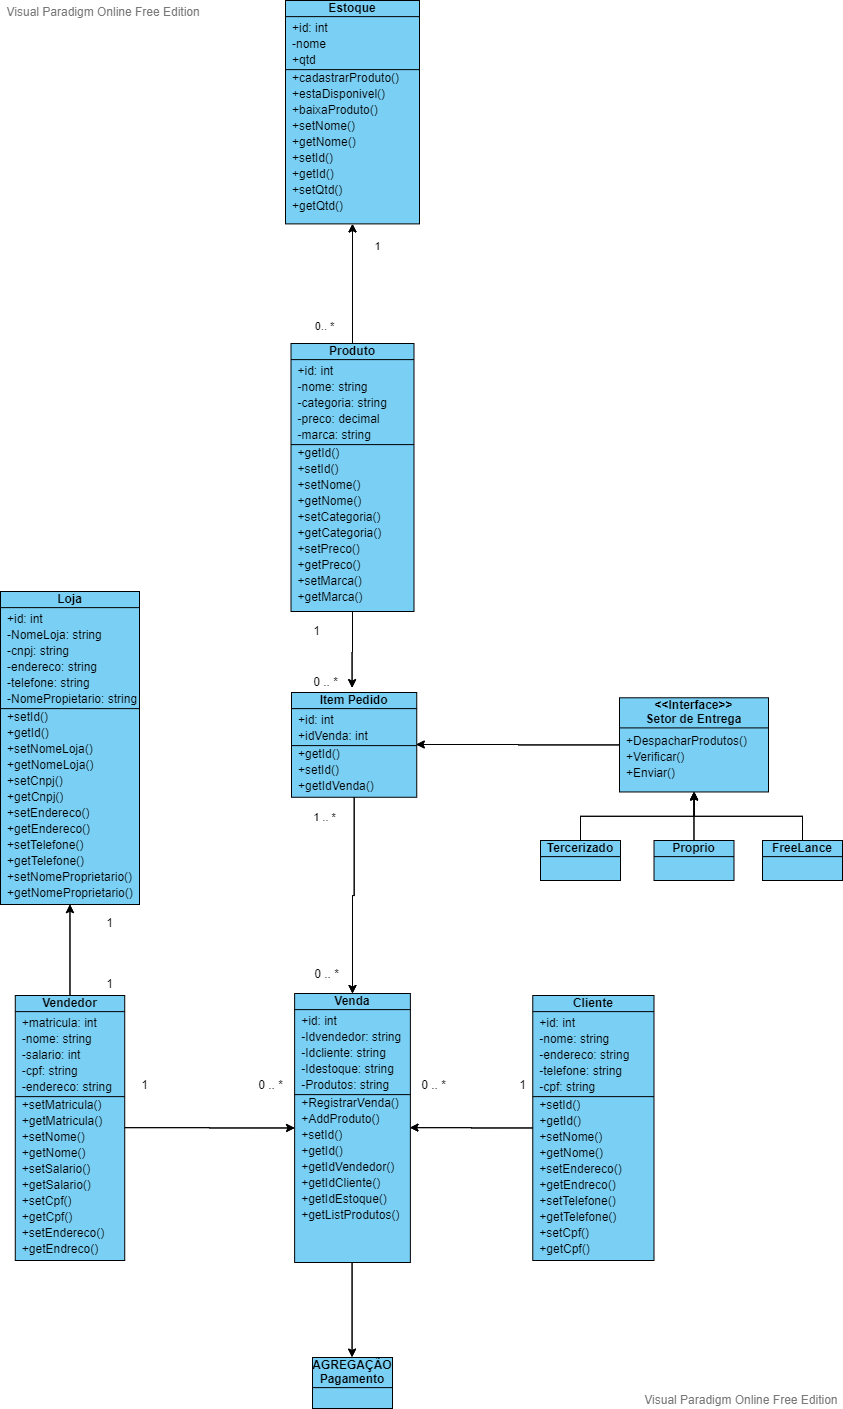 Visual Paradigm Online Free Edition
Estoque
+id: int
-nome
+qtd
+cadastrarProduto()
+estaDisponivel()
+baixaProduto()
+setNome()
+getNome()
+setId()
+getId()
+setQtd()
+getQtd()
1
0.. *
Produto
+id: int
-nome: string
-categoria: string
-preco: decimal
-marca: string
+getId()
+setId()
+setNome()
+getNome()
+setCategoria()
+getCategoria()
+setPreco()
+getPreco()
+setMarca()
+getMarca()
1
0.. *
Loja
+id: int
-NomeLoja: string
-cnpj: string
-endereco: string
-telefone: string
-NomePropietario: string
+setId()
+getId()
+setNomeLoja()
+getNomeLoja()
+setCnpj()
+getCnpj()
+setEndereco()
+getEndereco()
+setTelefone()
+getTelefone()
+setNomeProprietario()
+getNomeProprietario()
1
1
Item Pedido
+id: int
+idVenda: int
+getId()
+setId()
+getIdVenda()
1 .. *
0 .. *
<<Interface>>
Setor de Entrega
+DespacharProdutos()
+Verificar()
+Enviar()
Tercerizado
Proprio
FreeLance
Vendedor
+matricula: int
-nome: string
-salario: int
-cpf: string
-endereco: string
+setMatricula()
+getMatricula()
+setNome()
+getNome()
+setSalario()
+getSalario()
+setCpf()
+getCpf()
+setEndereco()
+getEndreco()
1
0 .. *
Venda
+id: int
-Idvendedor: string
-Idcliente: string
-Idestoque: string
-Produtos: string
+RegistrarVenda()
+AddProduto()
+setId()
+getId()
+getIdVendedor()
+getIdCliente()
+getIdEstoque()
+getListProdutos()
0 .. *
1
Cliente
+id: int
-nome: string
-endereco: string
-telefone: string
-cpf: string
+setId()
+getId()
+setNome()
+getNome()
+setEndereco()
+getEndreco()
+setTelefone()
+getTelefone()
+setCpf()
+getCpf()
AGREGAÇÃO
Pagamento
Visual Paradigm Online Free Edition